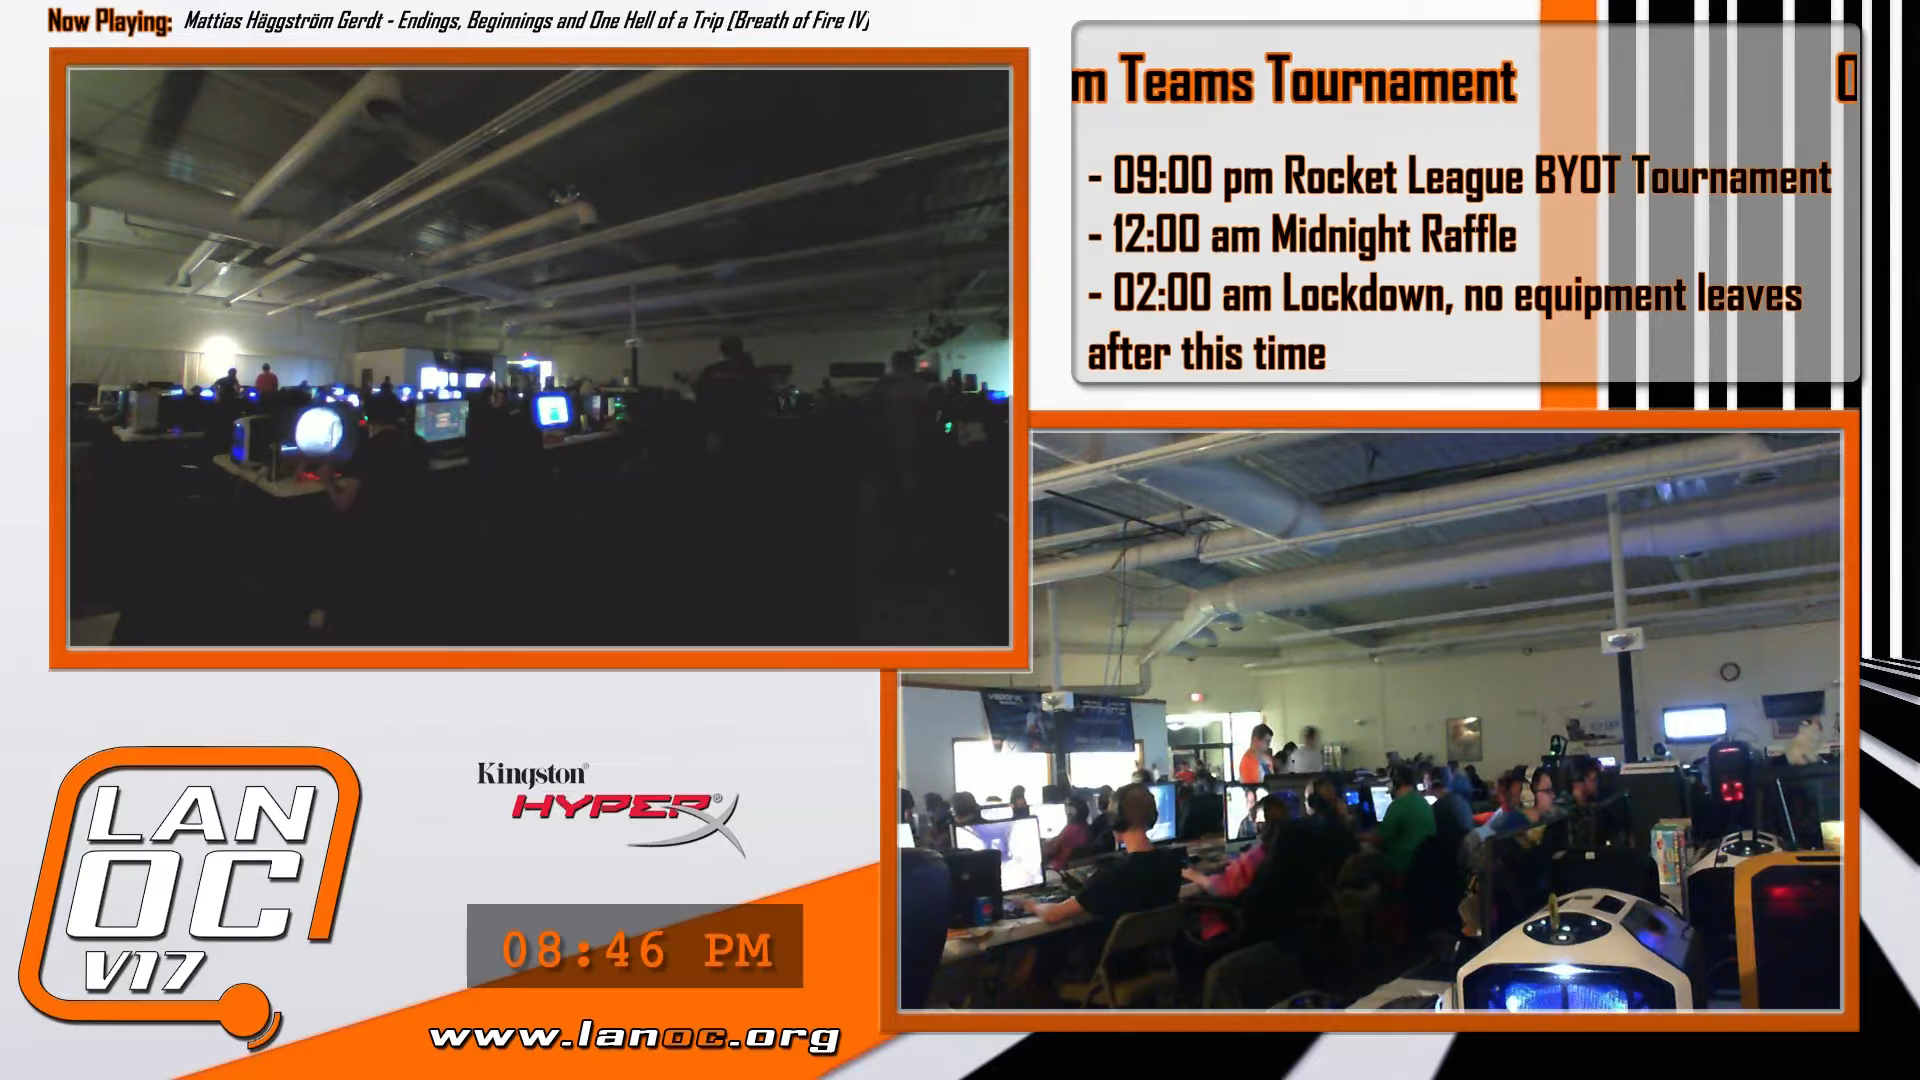 Now Playing: Mattias Häggström Gerdt - Endings, Beginnings and One Hell of a Trip [Breath of Fire IV]
m Teams Tournament
- 09:00 pm Rocket League BYOT Tournament
- 12:00 am Midnight Raffle
- 02:00 am Lockdown, no equipment leaves
after this time
LAN
OC
V17
Kingston®
HYPERX®
08:46 PM
www.lanoc.org